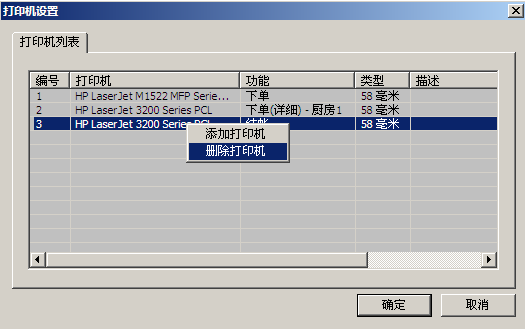 打印机设置
打印机列表
编号 打印机 功能 类型 描述
1 HP LaserJet M1522 MFP Serie... 下单 58 毫米
2 HP LaserJet 3200 Series PCL 下单(详细) - 厨房1 58 毫米
3 HP LaserJet 3200 Series PCL 结帐 58 毫米
添加打印机
删除打印机
确定 取消